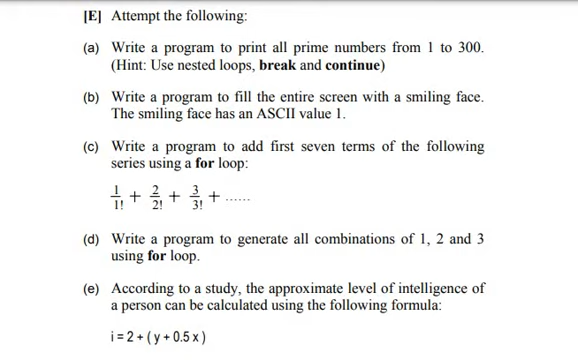 [E] Attempt the following:
(a) Write a program to print all prime numbers from 1 to 300.
(Hint: Use nested loops, break and continue)
(b) Write a program to fill the entire screen with a smiling face.
The smiling face has an ASCII value 1.
(c) Write a program to add first seven terms of the following
series using a for loop:
1/1! + 2/2! + 3/3! + ......
(d) Write a program to generate all combinations of 1, 2 and 3
using for loop.
(e) According to a study, the approximate level of intelligence of
a person can be calculated using the following formula:
i = 2 + ( y + 0.5 x )